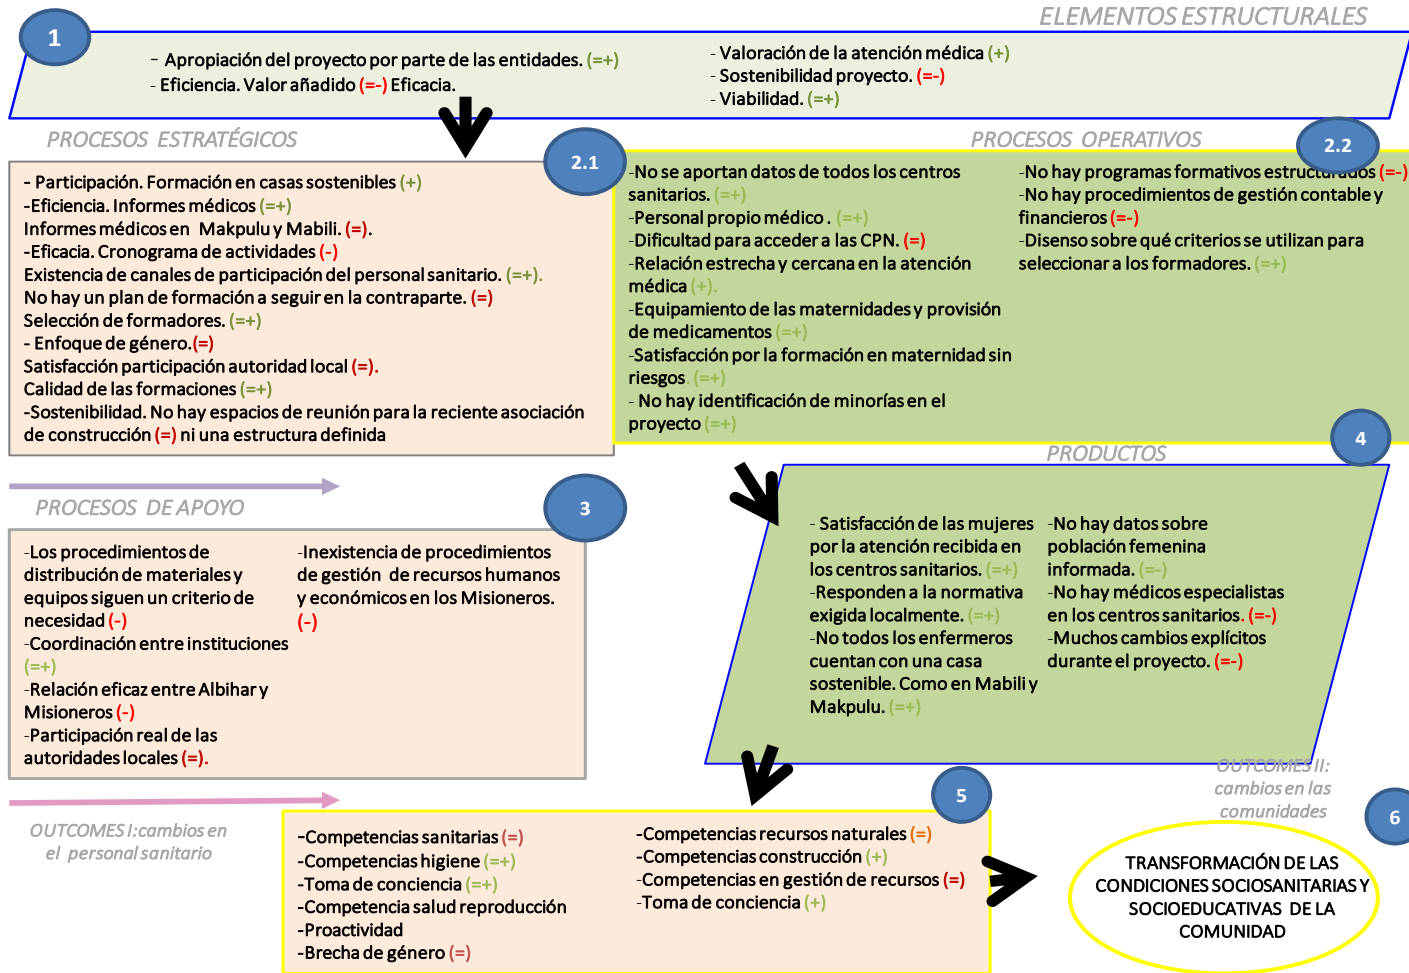 ELEMENTOS ESTRUCTURALES
1
- Apropiación del proyecto por parte de las entidades. (=+)
- Eficiencia. Valor añadido (=-) Eficacia.
- Valoración de la atención médica (+)
- Sostenibilidad proyecto. (=-)
- Viabilidad. (=+)
PROCESOS ESTRATÉGICOS
2.1
- Participación. Formación en casas sostenibles (+)
-Eficiencia. Informes médicos (=+)
Informes médicos en Makpulu y Mabili. (=).
-Eficacia. Cronograma de actividades (-)
Existencia de canales de participación del personal sanitario. (=+).
No hay un plan de formación a seguir en la contraparte. (=)
Selección de formadores. (=+)
- Enfoque de género.(=)
Satisfacción participación autoridad local (=).
Calidad de las formaciones (=+)
-Sostenibilidad. No hay espacios de reunión para la reciente asociación
de construcción (=) ni una estructura definida
PROCESOS OPERATIVOS
2.2
-No se aportan datos de todos los centros
sanitarios. (=+)
-Personal propio médico . (=+)
-Dificultad para acceder a las CPN. (=)
-Relación estrecha y cercana en la atención
médica (+).
-Equipamiento de las maternidades y provisión
de medicamentos (=+)
-Satisfacción por la formación en maternidad sin
riesgos. (=+)
- No hay identificación de minorías en el
proyecto (=+)
-No hay programas formativos estructurados (=-)
-No hay procedimientos de gestión contable y
financieros (=-)
-Disenso sobre qué criterios se utilizan para
seleccionar a los formadores. (=+)
PROCESOS DE APOYO
3
-Los procedimientos de
distribución de materiales y
equipos siguen un criterio de
necesidad (-)
-Coordinación entre instituciones
(=+)
-Relación eficaz entre Albihar y
Misioneros (-)
-Participación real de las
autoridades locales (=).
-Inexistencia de procedimientos
de gestión de recursos humanos
y económicos en los Misioneros.
(-)
PRODUCTOS
4
- Satisfacción de las mujeres
por la atención recibida en
los centros sanitarios. (=+)
-Responden a la normativa
exigida localmente. (=+)
-No todos los enfermeros
cuentan con una casa
sostenible. Como en Mabili y
Makpulu. (=+)
-No hay datos sobre
población femenina
informada. (=-)
-No hay médicos especialistas
en los centros sanitarios. (=-)
-Muchos cambios explícitos
durante el proyecto. (=-)
OUTCOMES I:cambios en
el personal sanitario
5
-Competencias sanitarias (=)
-Competencias higiene (=+)
-Toma de conciencia (=+)
-Competencia salud reproducción
-Proactividad
-Brecha de género (=)
-Competencias recursos naturales (=)
-Competencias construcción (+)
-Competencias en gestión de recursos (=)
-Toma de conciencia (+)
OUTCOMES II:
cambios en las
comunidades
6
TRANSFORMACIÓN DE LAS
CONDICIONES SOCIOSANITARIAS Y
SOCIOEDUCATIVAS DE LA
COMUNIDAD